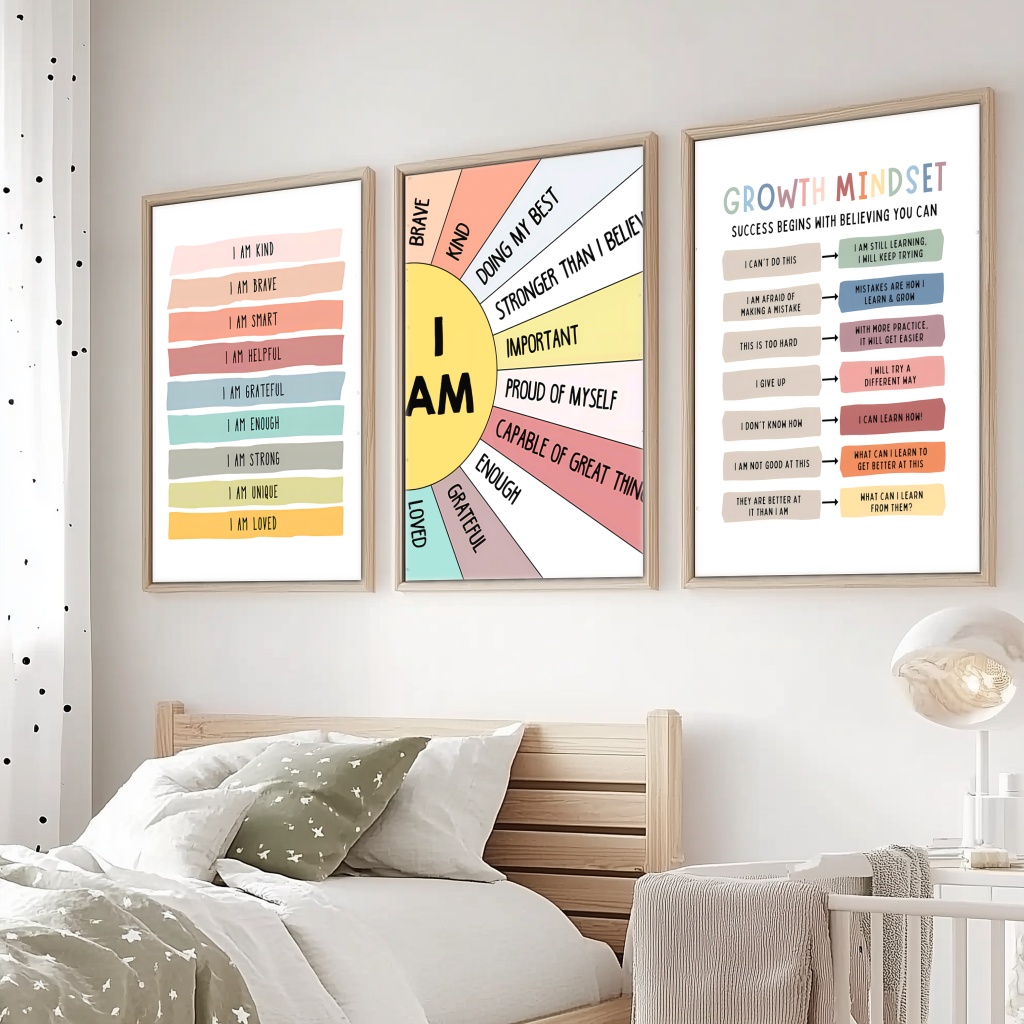 I AM KIND
I AM BRAVE
I AM SMART
I AM HELPFUL
I AM GRATEFUL
I AM ENOUGH
I AM STRONG
I AM UNIQUE
I AM LOVED
I
AM
BRAVE
KIND
DOING MY BEST
STRONGER THAN I BELIEV
IMPORTANT
PROUD OF MYSELF
CAPABLE OF GREAT THIN
ENOUGH
GRATEFUL
LOVED
GROWTH MINDSET
SUCCESS BEGINS WITH BELIEVING YOU CAN
I CAN'T DO THIS
I AM STILL LEARNING,
I WILL KEEP TRYING
I AM AFRAID OF
MAKING A MISTAKE
MISTAKES ARE HOW I
LEARN & GROW
THIS IS TOO HARD
WITH MORE PRACTICE,
IT WILL GET EASIER
I GIVE UP
I WILL TRY A
DIFFERENT WAY
I DON'T KNOW HOW
I CAN LEARN HOW!
I AM NOT GOOD AT THIS
WHAT CAN I LEARN TO
GET BETTER AT THIS
THEY ARE BETTER AT
IT THAN I AM
WHAT CAN I LEARN
FROM THEM?